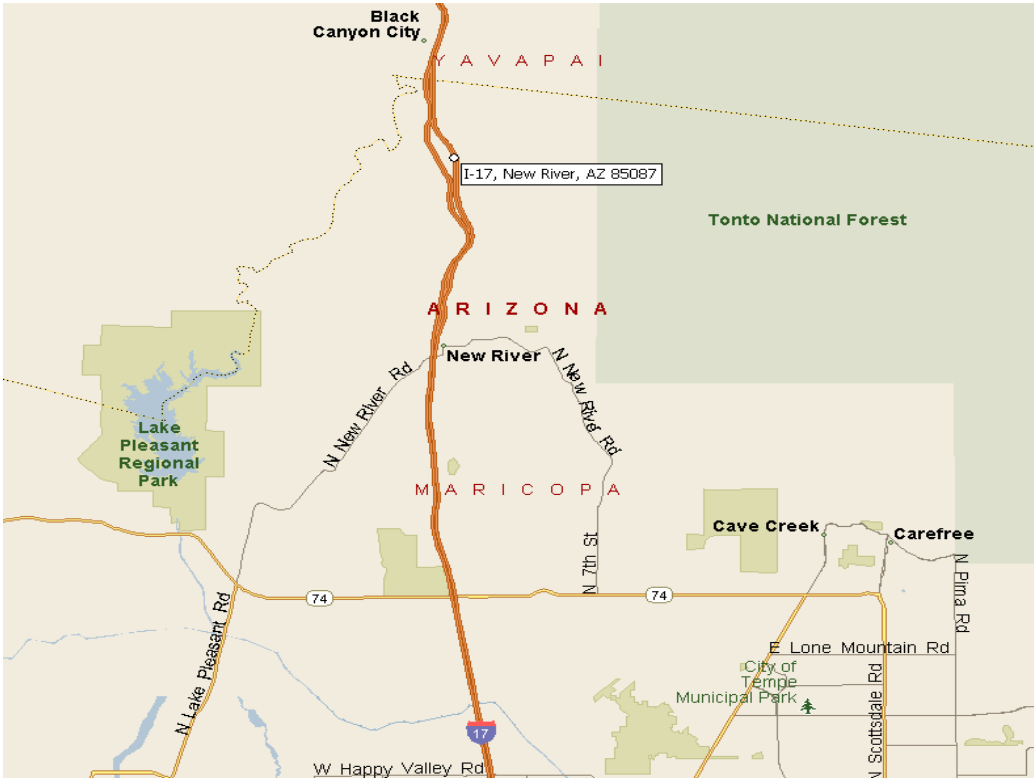 Black
Canyon City
YAVAPAI
I-17, New River, AZ 85087
Tonto National Forest
ARIZONA
New River
N New River Rd
N New Rive Rd
Lake
Pleasant
Regional
Park
MARICOPA
Cave Creek
Carefree
N 7th St
N Pima Rd
74
74
N Lake Pleasant Rd
E Lone Mountain Rd
City of
Tempe
Municipal Park
N Scottsdale Rd
17
W Happy Valley Rd